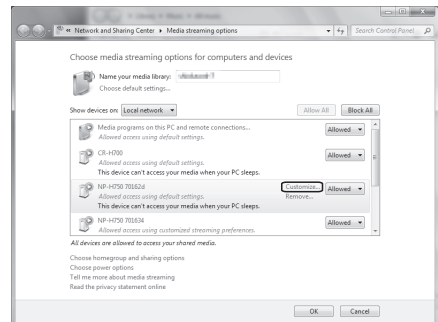 « Network and Sharing Center ▸ Media streaming options
Search Control Panel
Choose media streaming options for computers and devices
Name your media library:
Choose default settings...
Show devices on: Local network
Allow All Block All
Media programs on this PC and remote connections...
Allowed access using default settings.
Allowed
CR-H700
Allowed access using default settings.
This device can't access your media when your PC sleeps.
Allowed
NP-H750 70162d
Allowed access using default settings.
This device can't access your media when your PC sleeps.
Customize...
Remove...
Allowed
NP-H750 701634
Allowed access using customized streaming preferences.
Allowed
All devices are allowed to access your shared media.
Choose homegroup and sharing options
Choose power options
Tell me more about media streaming
Read the privacy statement online
OK Cancel